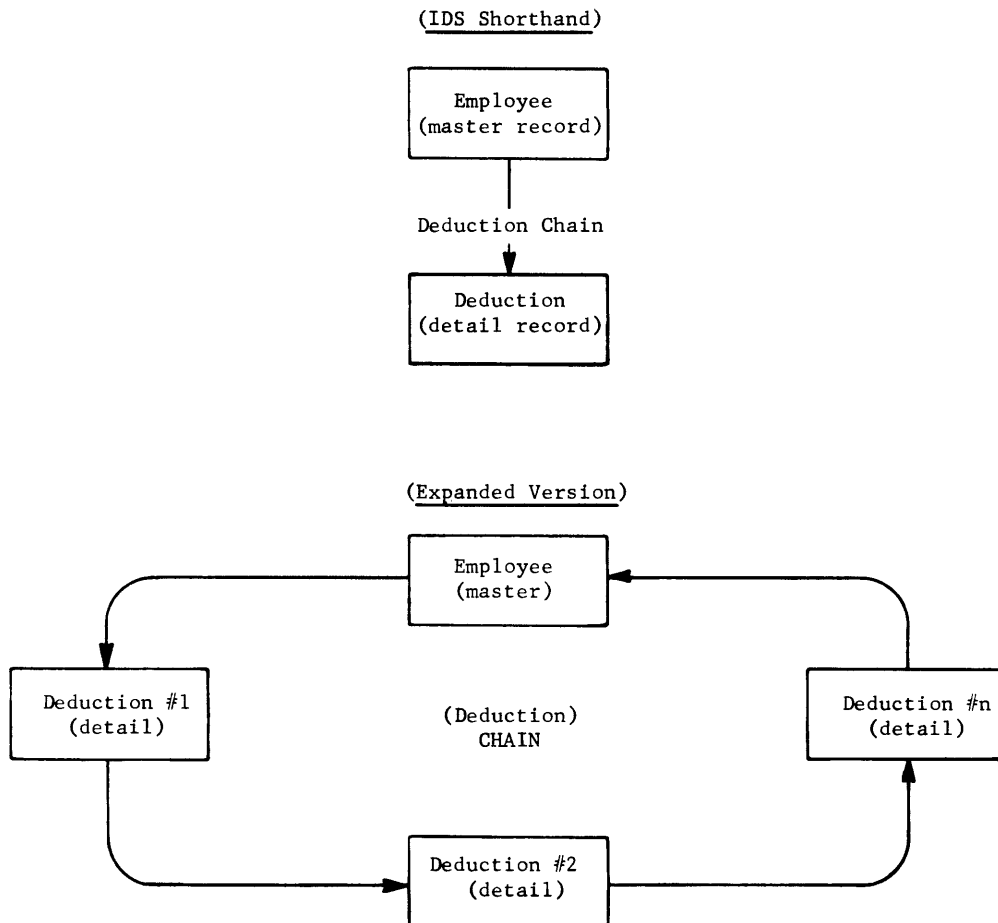 (IDS Shorthand)
Employee
(master record)
Deduction Chain
Deduction
(detail record)
(Expanded Version)
Employee
(master)
Deduction #1
(detail)
(Deduction)
CHAIN
Deduction #n
(detail)
Deduction #2
(detail)